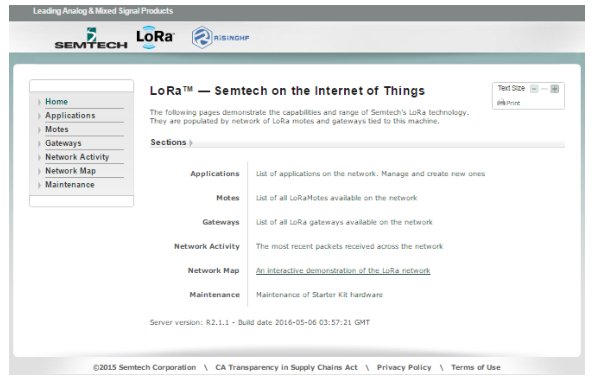 Leading Analog & Mixed Signal Products
SEMTECH LoRa™ RISINGHF
LoRa™ — Semtech on the Internet of Things
Text Size
Print
The following pages demonstrate the capabilities and range of Semtech's LoRa technology.
They are populated by network of LoRa motes and gateways tied to this machine.
Home
Applications
Motes
Gateways
Network Activity
Network Map
Maintenance
Sections
Applications List of applications on the network. Manage and create new ones
Motes List of all LoRaMotes available on the network
Gateways List of all LoRa gateways available on the network
Network Activity The most recent packets received across the network
Network Map An interactive demonstration of the LoRa network
Maintenance Maintenance of Starter Kit hardware
Server version: R2.1.1 - Build date 2016-05-06 03:57:21 GMT
©2015 Semtech Corporation \ CA Transparency in Supply Chains Act \ Privacy Policy \ Terms of Use